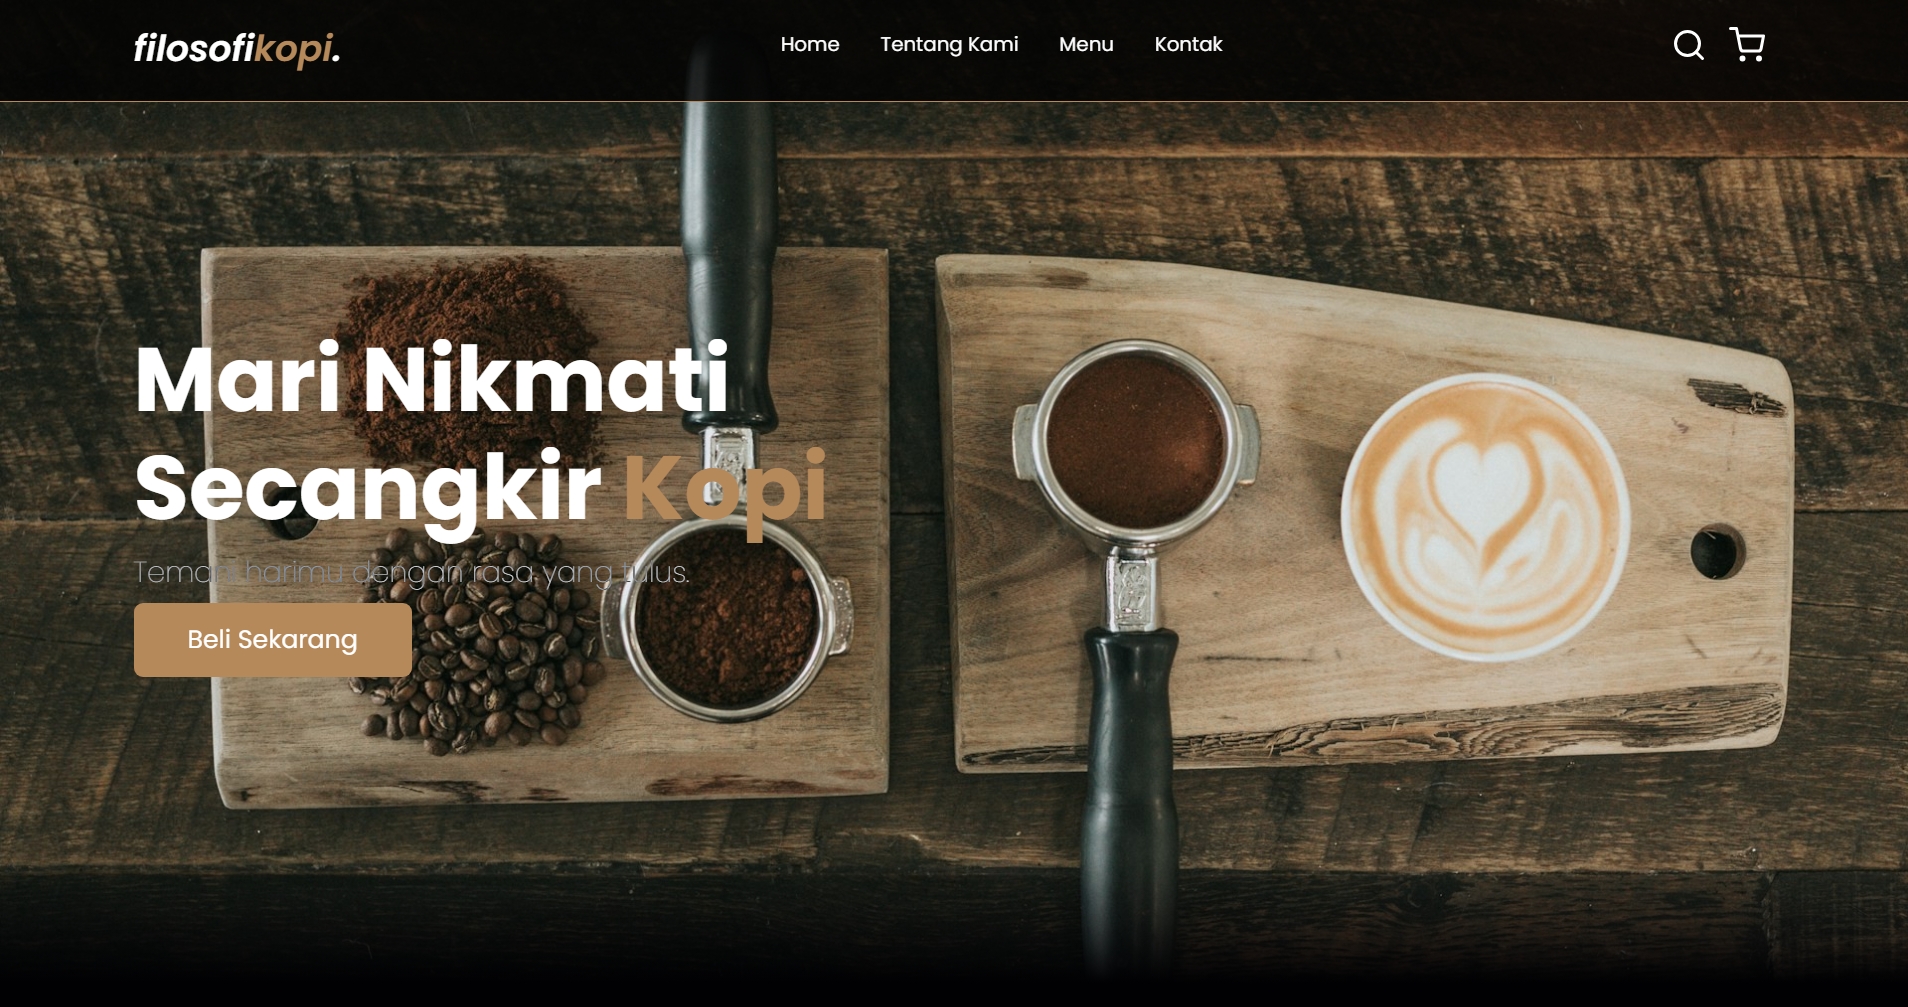 filosofikopi.
Home
Tentang Kami
Menu
Kontak
Mari Nikmati
Secangkir Kopi
Temani harimu dengan rasa yang tulus.
Beli Sekarang